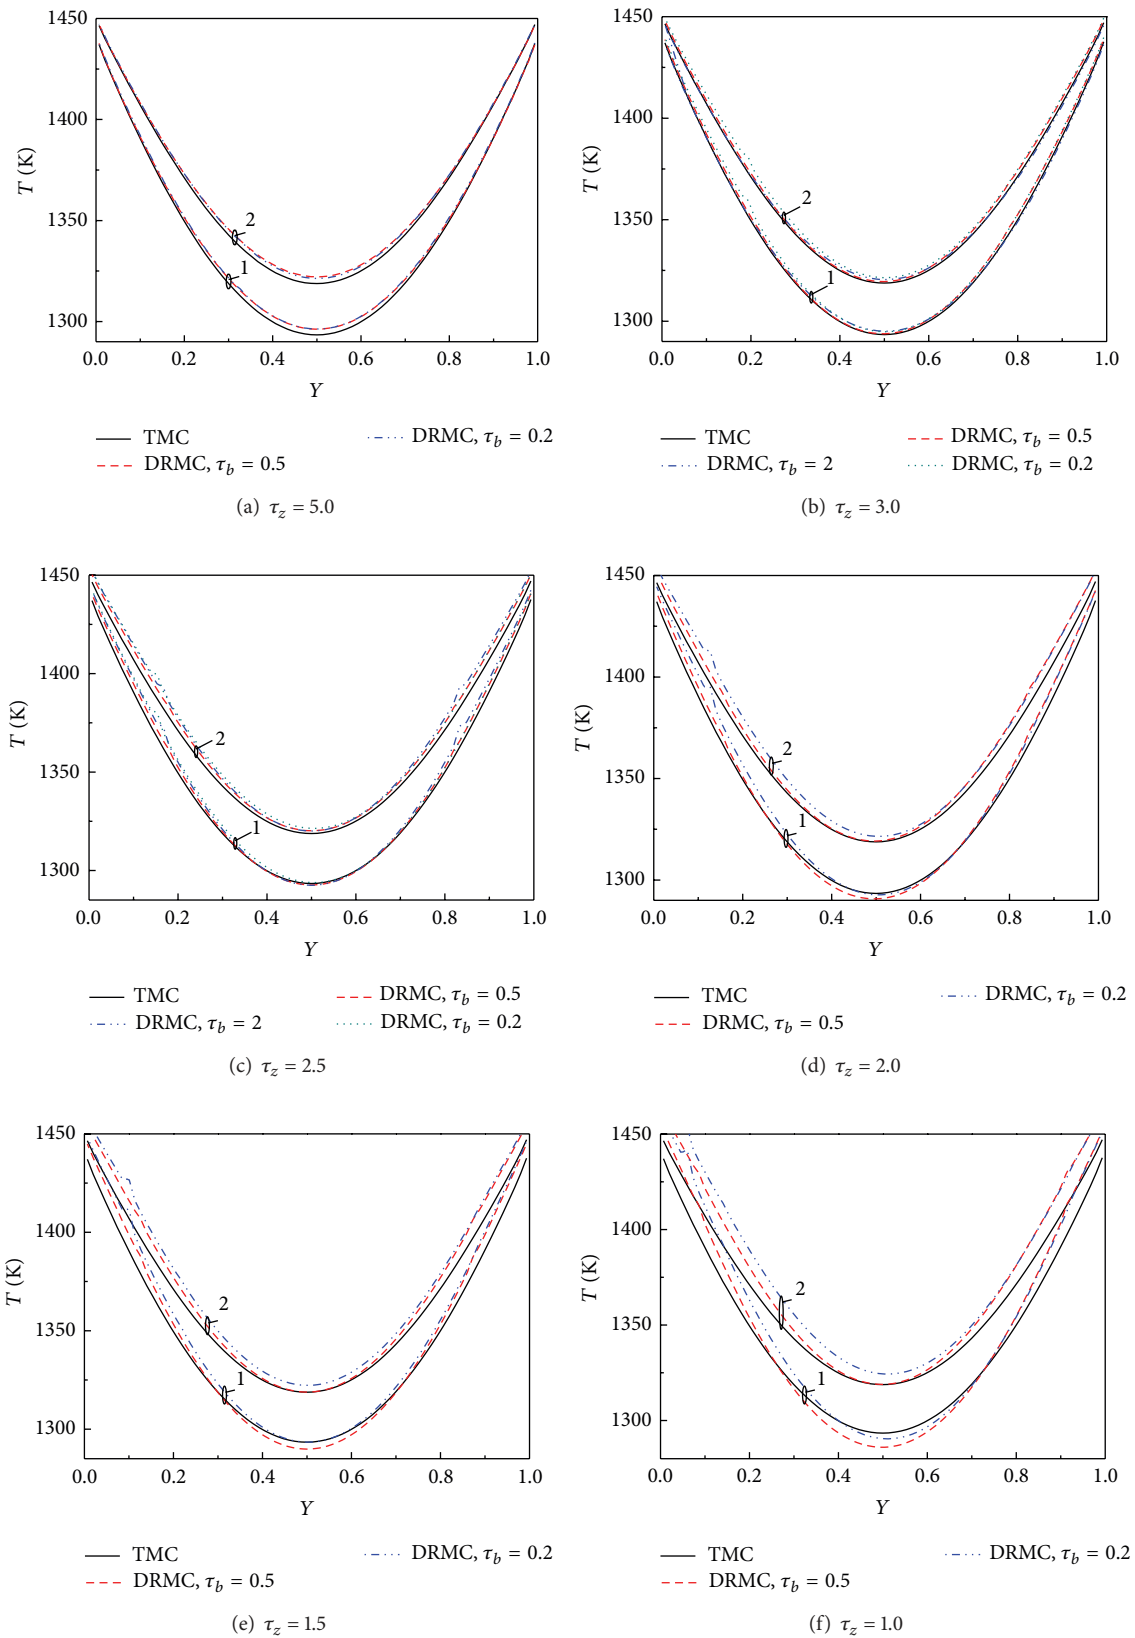 1450
1400
1350
1300
T (K)
2
1
0.0 0.2 0.4 0.6 0.8 1.0
Y
TMC
DRMC, τb = 0.5
DRMC, τb = 0.2
(a) τz = 5.0
1450
1400
1350
1300
T (K)
2
1
0.0 0.2 0.4 0.6 0.8 1.0
Y
TMC
DRMC, τb = 2
DRMC, τb = 0.5
DRMC, τb = 0.2
(b) τz = 3.0
1450
1400
1350
1300
T (K)
2
1
0.0 0.2 0.4 0.6 0.8 1.0
Y
TMC
DRMC, τb = 2
DRMC, τb = 0.5
DRMC, τb = 0.2
(c) τz = 2.5
1450
1400
1350
1300
T (K)
2
1
0.0 0.2 0.4 0.6 0.8 1.0
Y
TMC
DRMC, τb = 0.5
DRMC, τb = 0.2
(d) τz = 2.0
1450
1400
1350
1300
T (K)
2
1
0.0 0.2 0.4 0.6 0.8 1.0
Y
TMC
DRMC, τb = 0.5
DRMC, τb = 0.2
(e) τz = 1.5
1450
1400
1350
1300
T (K)
2
1
0.0 0.2 0.4 0.6 0.8 1.0
Y
TMC
DRMC, τb = 0.5
DRMC, τb = 0.2
(f) τz = 1.0